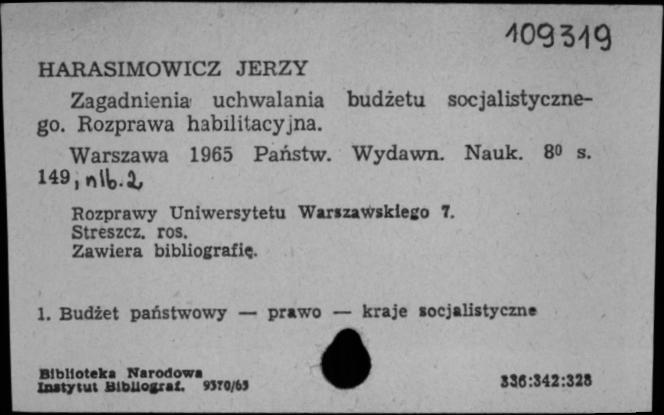 109319
HARASIMOWICZ JERZY
Zagadnienia uchwalania budżetu socjalistyczne-
go. Rozprawa habilitacyjna.
Warszawa 1965 Państw. Wydawn. Nauk. 8⁰ s.
149, nlb. 2
Rozprawy Uniwersytetu Warszawskiego 7.
Streszcz. ros.
Zawiera bibliografię.
1. Budżet państwowy — prawo — kraje socjalistyczne
Biblioteka Narodowa
Instytut Bibliograf. 9370/65
336:342:328